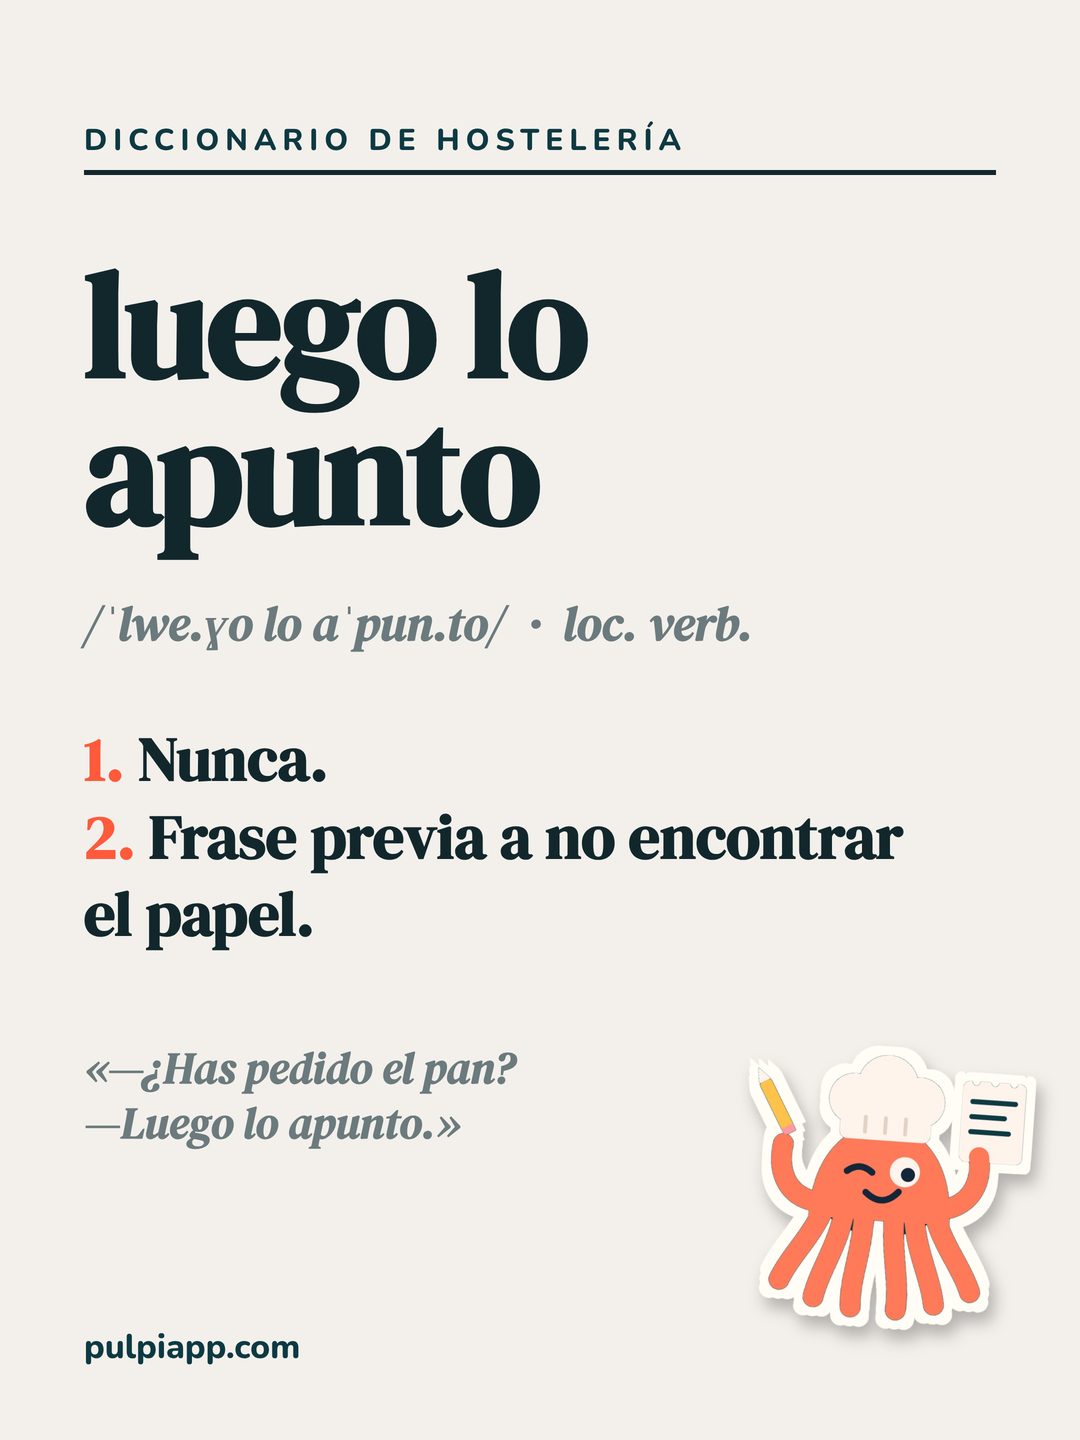 DICCIONARIO DE HOSTELERÍA
luego lo
apunto
/ˈlwe.ɣo lo aˈpun.to/ · loc. verb.
1. Nunca.
2. Frase previa a no encontrar
el papel.
«—¿Has pedido el pan?
—Luego lo apunto.»
pulpiapp.com